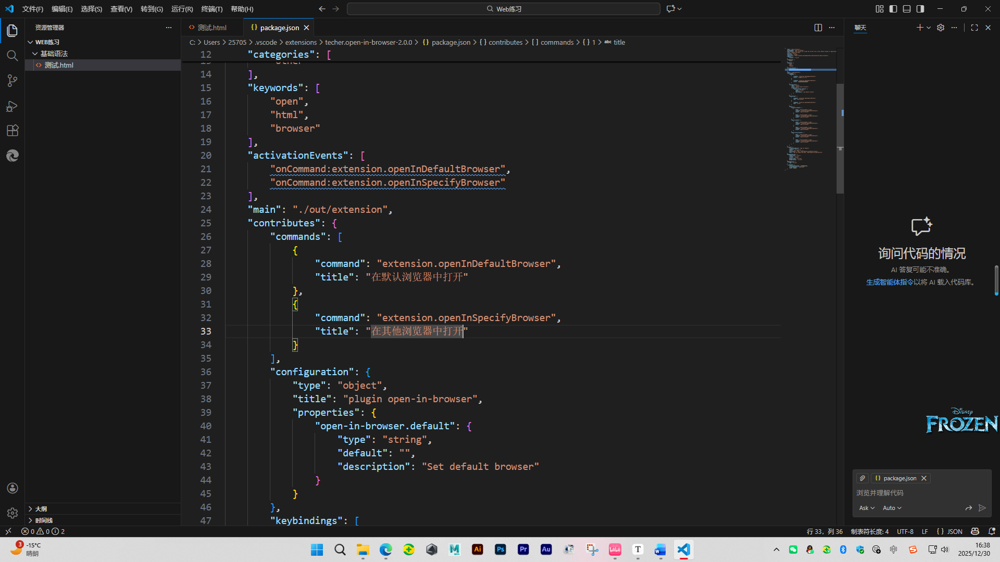 文件(F) 编辑(E) 选择(S) 查看(V) 转到(G) 运行(R) 终端(T) 帮助(H)
Web练习
资源管理器
WEB练习
基础语法
测试.html
大纲
时间线
测试.html
package.json
C: > Users > 25705 > .vscode > extensions > techer.open-in-browser-2.0.0 > package.json > { } contributes > [ ] commands > { } 1 > abc title
12 "categories": [
14 ],
15 "keywords": [
16 "open",
17 "html",
18 "browser"
19 ],
20 "activationEvents": [
21 "onCommand:extension.openInDefaultBrowser",
22 "onCommand:extension.openInSpecifyBrowser"
23 ],
24 "main": "./out/extension",
25 "contributes": {
26 "commands": [
27 {
28 "command": "extension.openInDefaultBrowser",
29 "title": "在默认浏览器中打开"
30 },
31 {
32 "command": "extension.openInSpecifyBrowser",
33 "title": "在其他浏览器中打开"
34 }
35 ],
36 "configuration": {
37 "type": "object",
38 "title": "plugin open-in-browser",
39 "properties": {
40 "open-in-browser.default": {
41 "type": "string",
42 "default": "",
43 "description": "Set default browser"
44 }
45 }
46 },
47 "keybindings": [
聊天
询问代码的情况
AI 答复可能不准确。
生成智能体指令以将 AI 载入代码库。
DISNEY
FROZEN
package.json
浏览并理解代码
Ask
Auto
0 0 2
行 33，列 36
制表符长度: 4
UTF-8
LF
{ } JSON
3
-15°C
晴朗
Ai
Ps
Pr
Au
T
中
16:38
2025/12/30